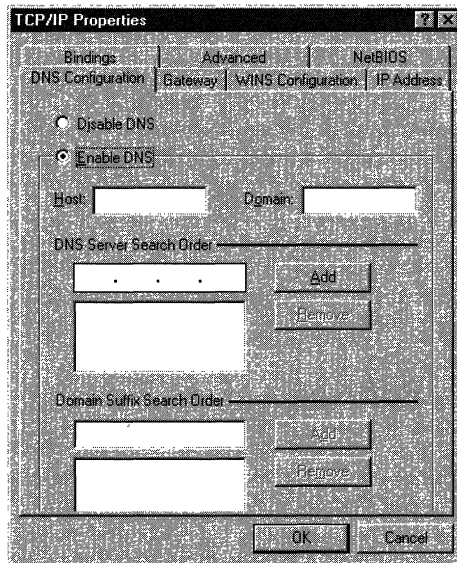 TCP/IP Properties
Bindings Advanced NetBIOS
DNS Configuration Gateway WINS Configuration IP Address
Disable DNS
Enable DNS
Host: Domain:
DNS Server Search Order
. . . Add
Remove
Domain Suffix Search Order
Add
Remove
OK Cancel